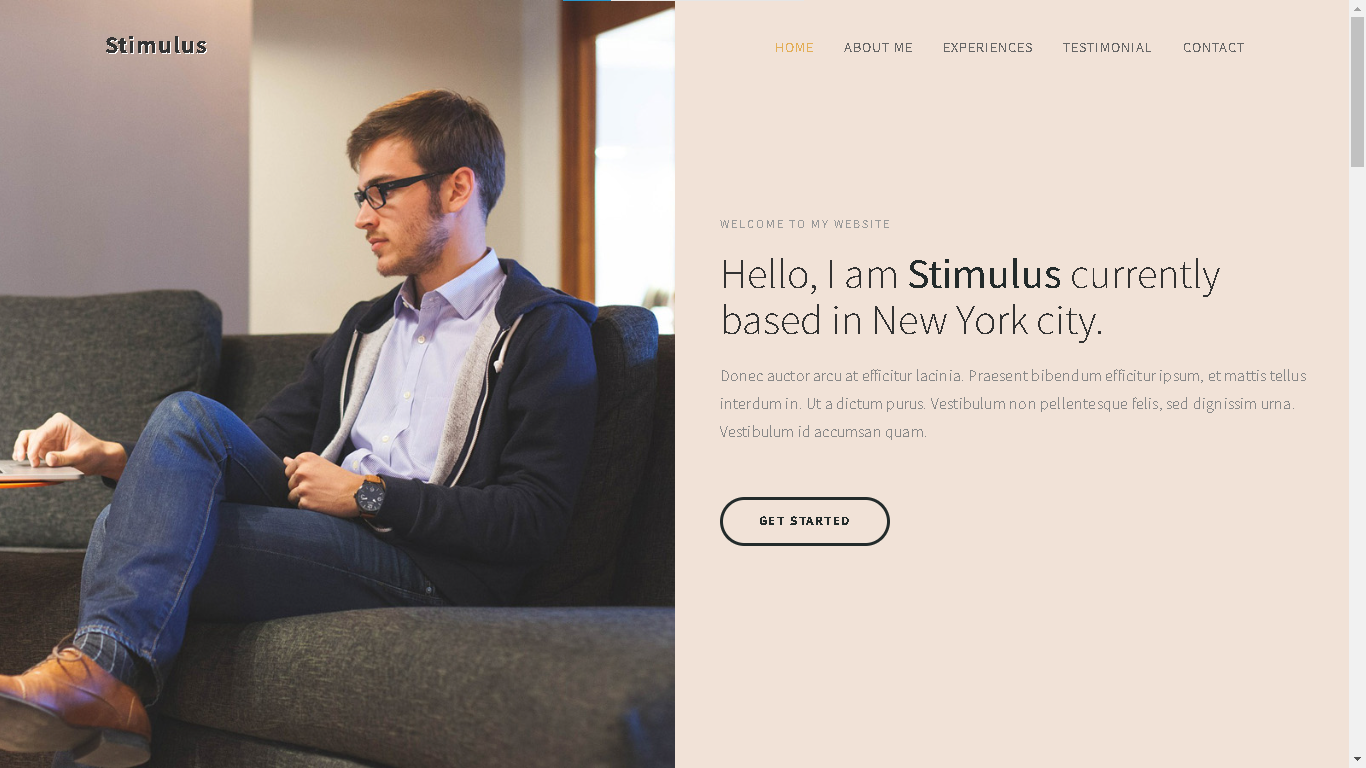 Stimulus
HOME ABOUT ME EXPERIENCES TESTIMONIAL CONTACT
WELCOME TO MY WEBSITE
Hello, I am Stimulus currently
based in New York city.
Donec auctor arcu at efficitur lacinia. Praesent bibendum efficitur ipsum, et mattis tellus
interdum in. Ut a dictum purus. Vestibulum non pellentesque felis, sed dignissim urna.
Vestibulum id accumsan quam.
GET STARTED